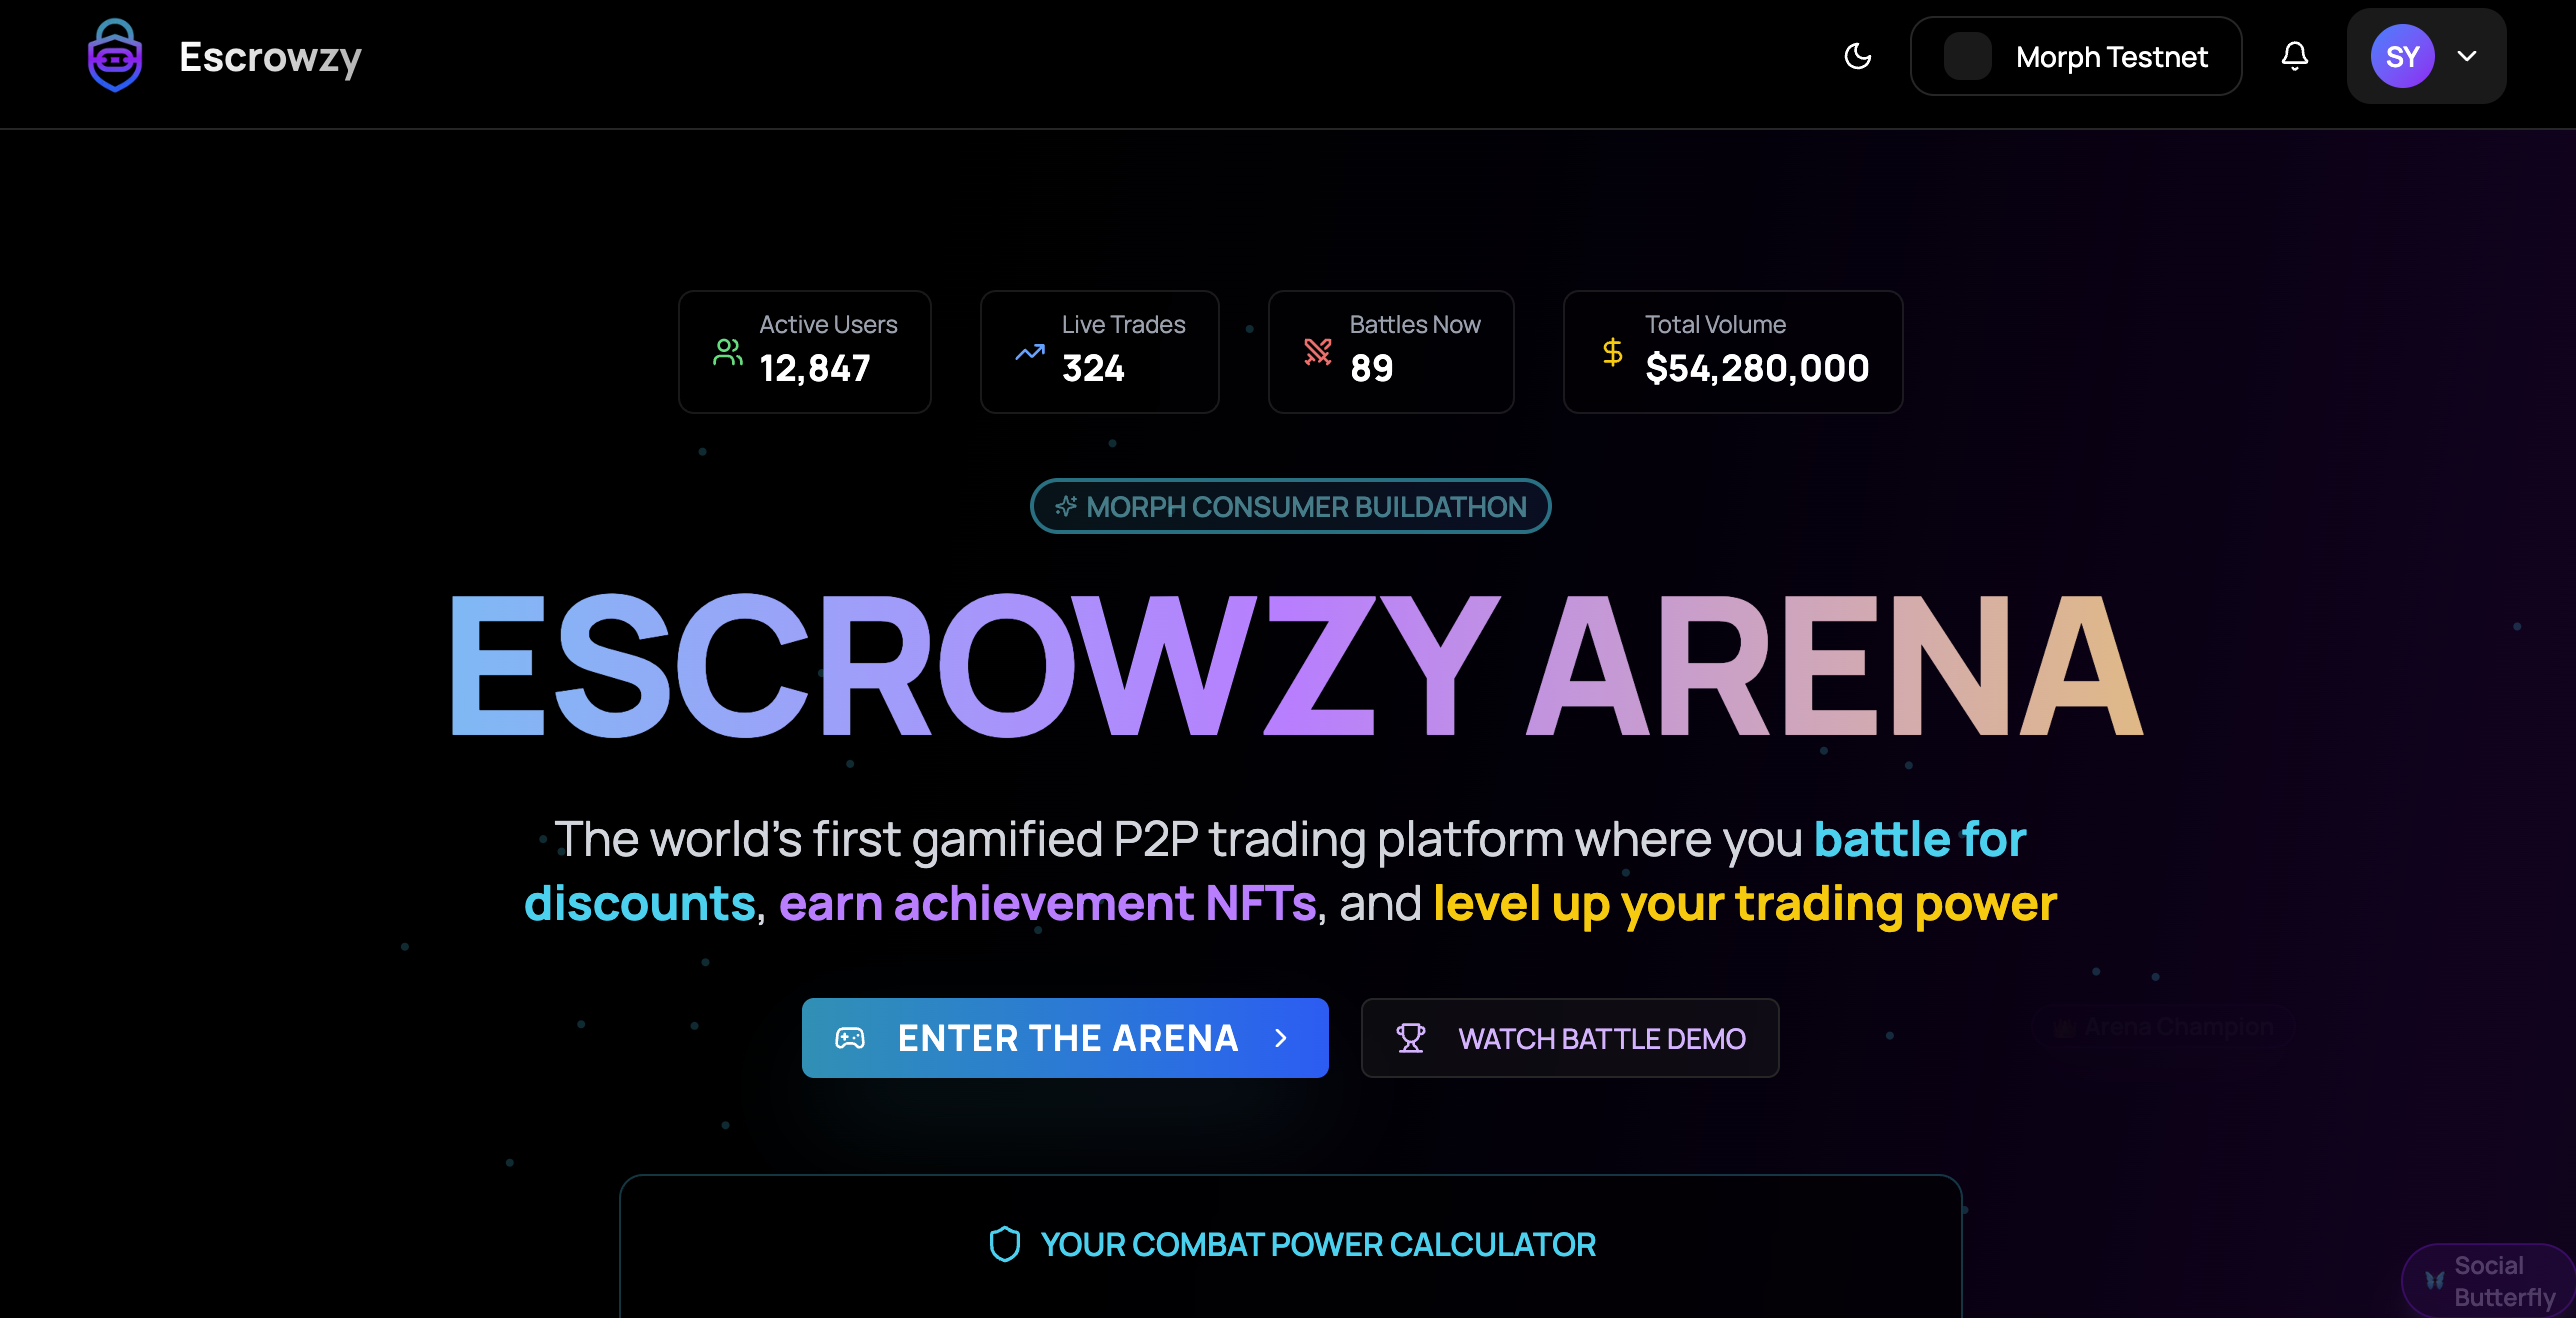 Escrowzy
Morph Testnet
SY
Active Users
12,847
Live Trades
324
Battles Now
89
Total Volume
$54,280,000
MORPH CONSUMER BUILDATHON
ESCROWZY ARENA
The world's first gamified P2P trading platform where you battle for
discounts, earn achievement NFTs, and level up your trading power
ENTER THE ARENA
WATCH BATTLE DEMO
Arena Champion
YOUR COMBAT POWER CALCULATOR
Social
Butterfly